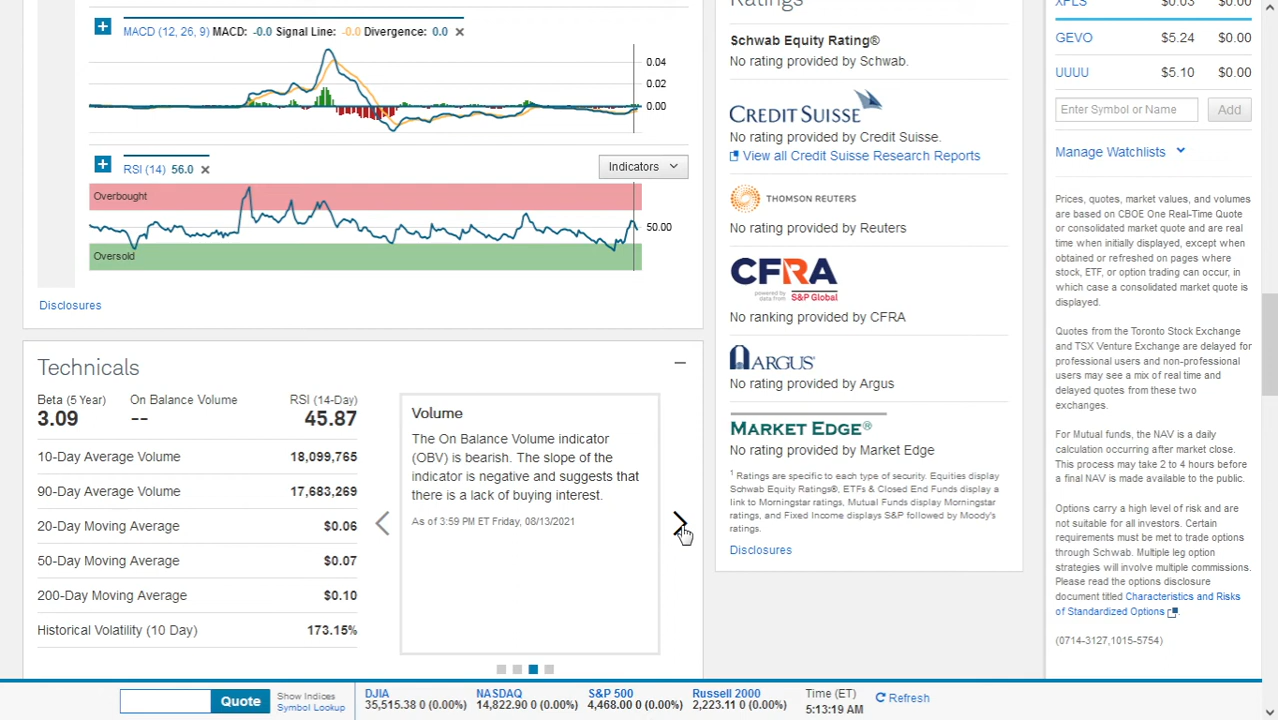 MACD (12, 26, 9) MACD: -0.0 Signal Line: -0.0 Divergence: 0.0
0.04
0.02
0.00
RSI (14) 56.0
Indicators
Overbought
50.00
Oversold
Disclosures
Technicals
Beta (5 Year) On Balance Volume RSI (14-Day)
3.09 -- 45.87
10-Day Average Volume 18,099,765
90-Day Average Volume 17,683,269
20-Day Moving Average $0.06
50-Day Moving Average $0.07
200-Day Moving Average $0.10
Historical Volatility (10 Day) 173.15%
Volume
The On Balance Volume indicator
(OBV) is bearish. The slope of the
indicator is negative and suggests that
there is a lack of buying interest.
As of 3:59 PM ET Friday, 08/13/2021
Ratings
Schwab Equity Rating®
No rating provided by Schwab.
CREDIT SUISSE
No rating provided by Credit Suisse.
View all Credit Suisse Research Reports
THOMSON REUTERS
No rating provided by Reuters
CFRA
powered by
data from S&P Global
No ranking provided by CFRA
ARGUS
No rating provided by Argus
MARKET EDGE®
No rating provided by Market Edge
1 Ratings are specific to each type of security. Equities display
Schwab Equity Ratings®, ETFs & Closed End Funds display a
link to Morningstar ratings, Mutual Funds display Morningstar
ratings, and Fixed Income displays S&P followed by Moody's
ratings.
Disclosures
XPLS $0.03 $0.00
GEVO $5.24 $0.00
UUUU $5.10 $0.00
Enter Symbol or Name Add
Manage Watchlists
Prices, quotes, market values, and volumes
are based on CBOE One Real-Time Quote
or consolidated market quote and are real
time when initially displayed, except when
obtained or refreshed on pages where
stock, ETF, or option trading can occur, in
which case a consolidated market quote is
displayed.
Quotes from the Toronto Stock Exchange
and TSX Venture Exchange are delayed for
professional users and non-professional
users may see a mix of real time and
delayed quotes from these two
exchanges.
For Mutual funds, the NAV is a daily
calculation occurring after market close.
This process may take 2 to 4 hours before
a final NAV is made available to the public.
Options carry a high level of risk and are
not suitable for all investors. Certain
requirements must be met to trade options
through Schwab. Multiple leg option
strategies will involve multiple commissions.
Please read the options disclosure
document titled Characteristics and Risks
of Standardized Options
(0714-3127,1015-5754)
Quote
Show Indices
Symbol Lookup
DJIA
35,515.38 0 (0.00%)
NASDAQ
14,822.90 0 (0.00%)
S&P 500
4,468.00 0 (0.00%)
Russell 2000
2,223.11 0 (0.00%)
Time (ET)
5:13:19 AM
Refresh